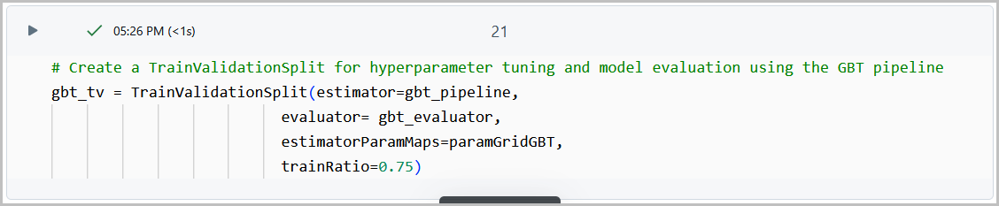 05:26 PM (<1s)
21
# Create a TrainValidationSplit for hyperparameter tuning and model evaluation using the GBT pipeline
gbt_tv = TrainValidationSplit(estimator=gbt_pipeline,
evaluator= gbt_evaluator,
estimatorParamMaps=paramGridGBT,
trainRatio=0.75)